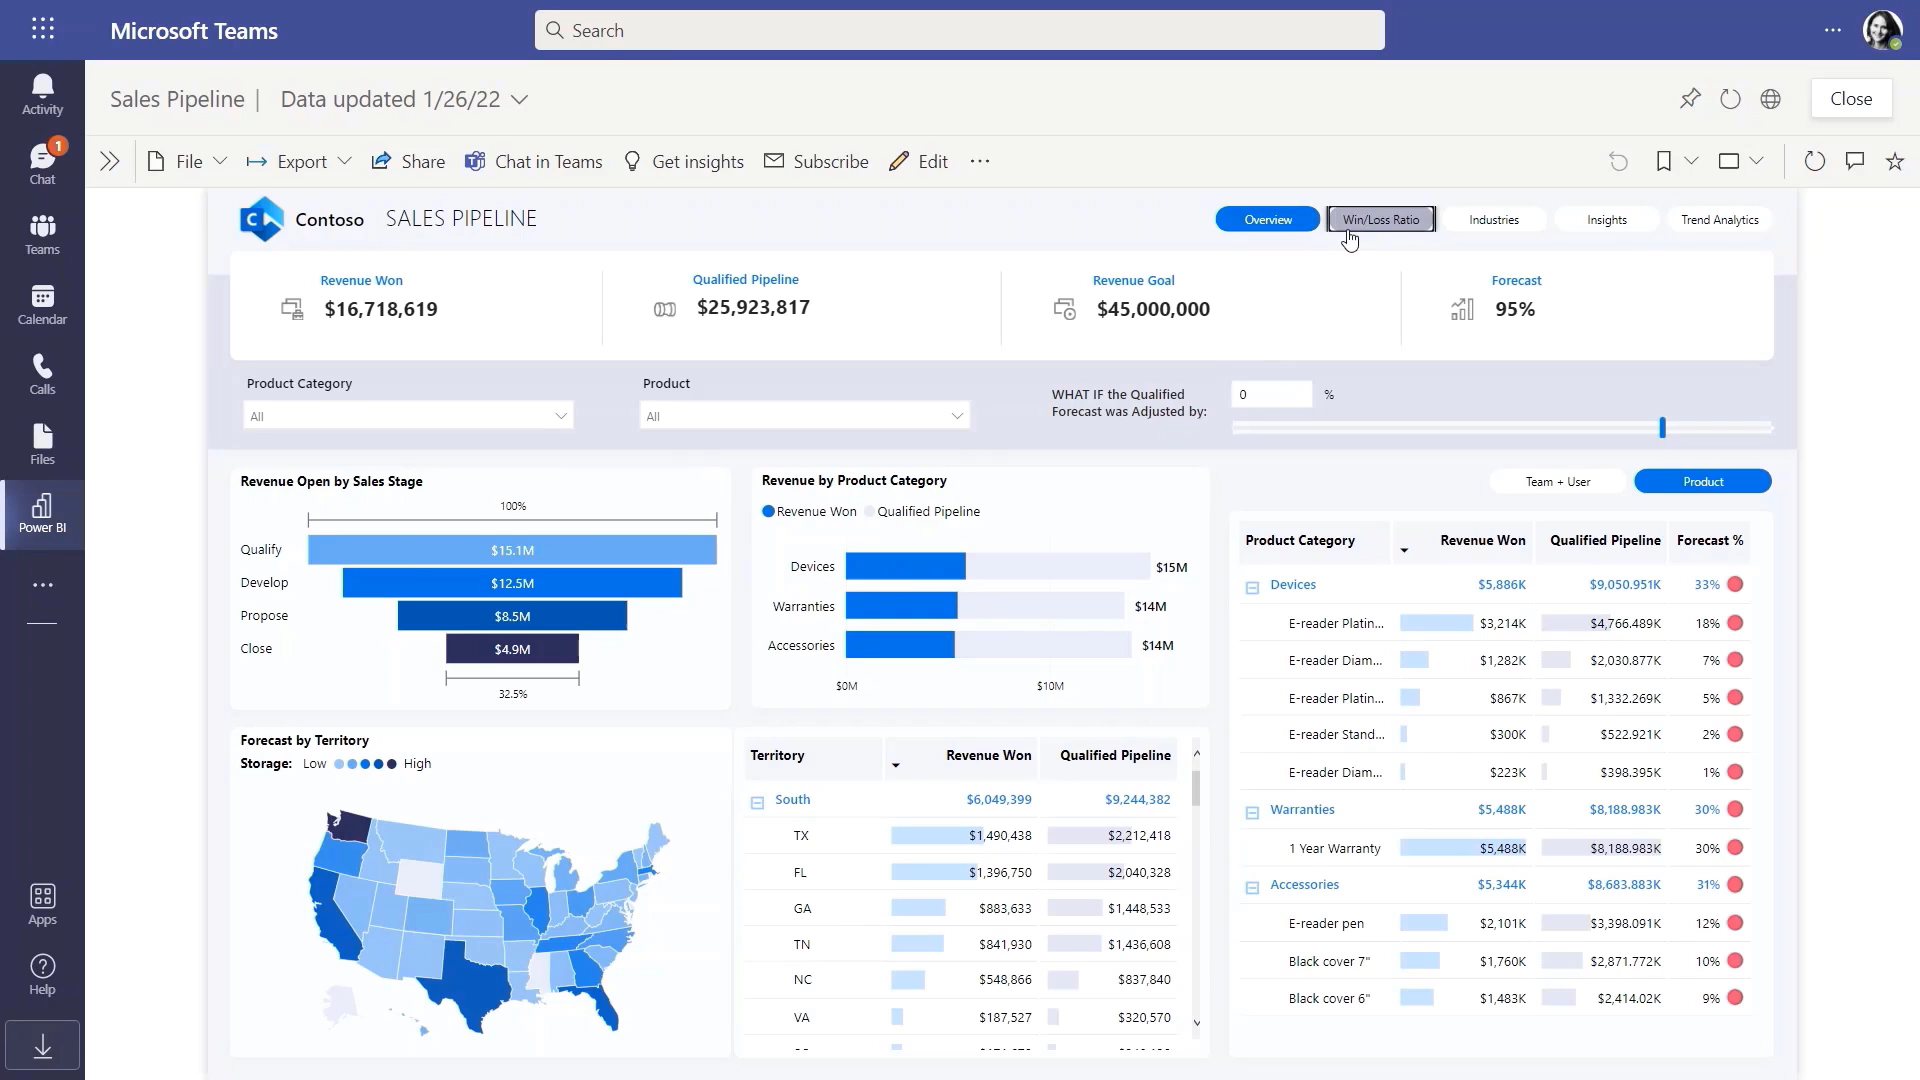 Microsoft Teams
Search
Activity
1
Chat
Teams
Calendar
Calls
Files
Power BI
Apps
Help
Sales Pipeline | Data updated 1/26/22
Close
File Export Share Chat in Teams Get insights Subscribe Edit
Contoso SALES PIPELINE
Overview Win/Loss Ratio Industries Insights Trend Analytics
Revenue Won Qualified Pipeline Revenue Goal Forecast
$16,718,619 $25,923,817 $45,000,000 95%
Product Category Product
All All
WHAT IF the Qualified
Forecast was Adjusted by:
0 %
Revenue Open by Sales Stage
100%
Qualify $15.1M
Develop $12.5M
Propose $8.5M
Close $4.9M
32.5%
Revenue by Product Category
Revenue Won Qualified Pipeline
Devices $15M
Warranties $14M
Accessories $14M
$0M $10M
Team + User Product
Product Category Revenue Won Qualified Pipeline Forecast %
Devices $5,886K $9,050.951K 33%
E-reader Platin... $3,214K $4,766.489K 18%
E-reader Diam... $1,282K $2,030.877K 7%
E-reader Platin... $867K $1,332.269K 5%
E-reader Stand... $300K $522.921K 2%
E-reader Diam... $223K $398.395K 1%
Warranties $5,488K $8,188.983K 30%
1 Year Warranty $5,488K $8,188.983K 30%
Accessories $5,344K $8,683.883K 31%
E-reader pen $2,101K $3,398.091K 12%
Black cover 7" $1,760K $2,871.772K 10%
Black cover 6" $1,483K $2,414.02K 9%
Forecast by Territory
Storage: Low High
Territory Revenue Won Qualified Pipeline
South $6,049,399 $9,244,382
TX $1,490,438 $2,212,418
FL $1,396,750 $2,040,328
GA $883,633 $1,448,533
TN $841,930 $1,436,608
NC $548,866 $837,840
VA $187,527 $320,570